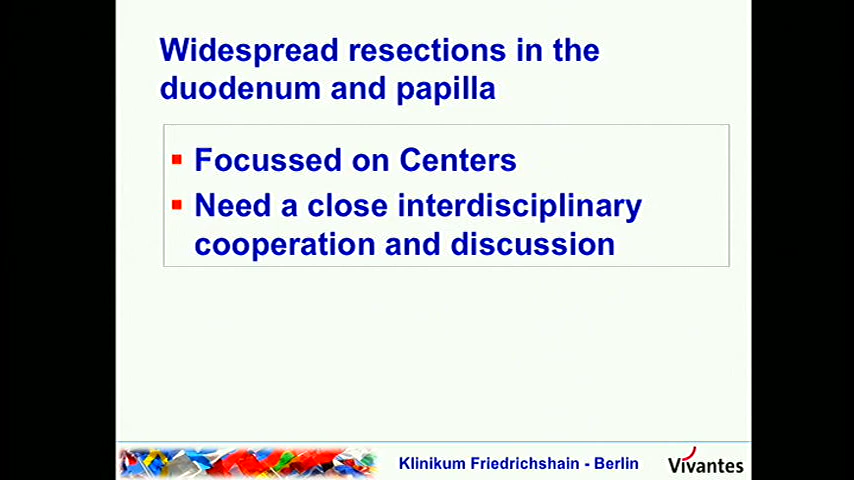 Widespread resections in the
duodenum and papilla
Focussed on Centers
Need a close interdisciplinary
cooperation and discussion
Klinikum Friedrichshain - Berlin
Vivantes